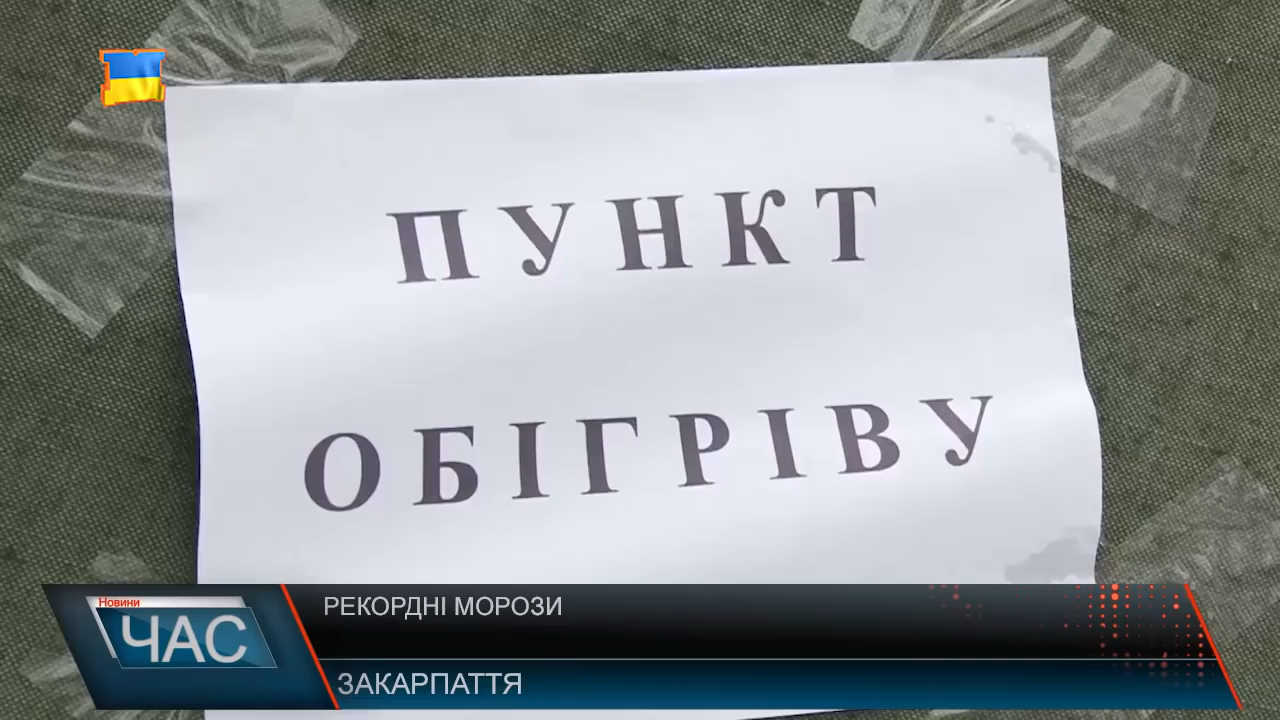 ПУНКТ
ОБІГРІВУ
Новини
ЧАС
РЕКОРДНІ МОРОЗИ
ЗАКАРПАТТЯ